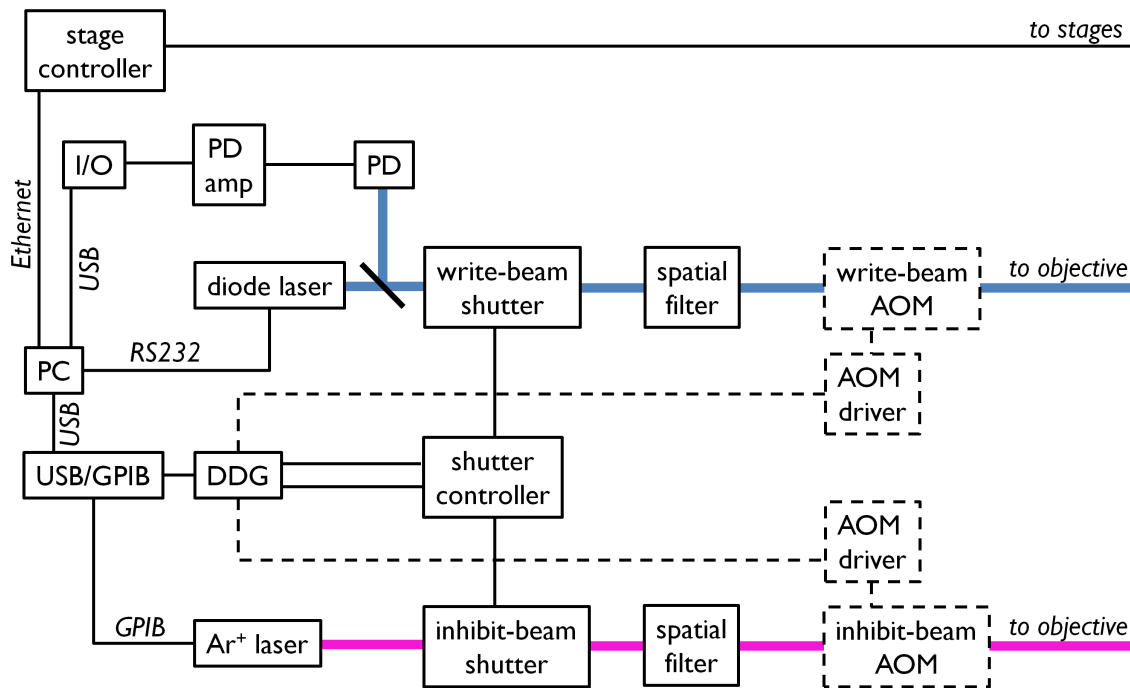 stage
controller
to stages
Ethernet
I/O
PD
amp
PD
USB
diode laser
write-beam
shutter
spatial
filter
write-beam
AOM
to objective
PC
RS232
AOM
driver
USB
USB/GPIB
DDG
shutter
controller
AOM
driver
GPIB
Ar⁺ laser
inhibit-beam
shutter
spatial
filter
inhibit-beam
AOM
to objective